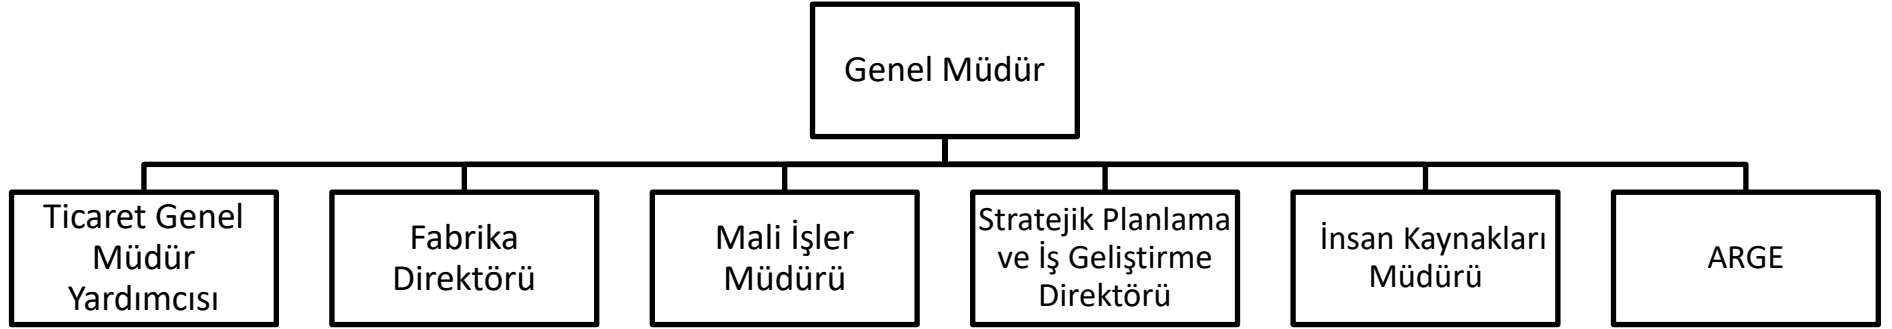 Genel Müdür
Ticaret Genel
Müdür
Yardımcısı
Fabrika
Direktörü
Mali İşler
Müdürü
Stratejik Planlama
ve İş Geliştirme
Direktörü
İnsan Kaynakları
Müdürü
ARGE